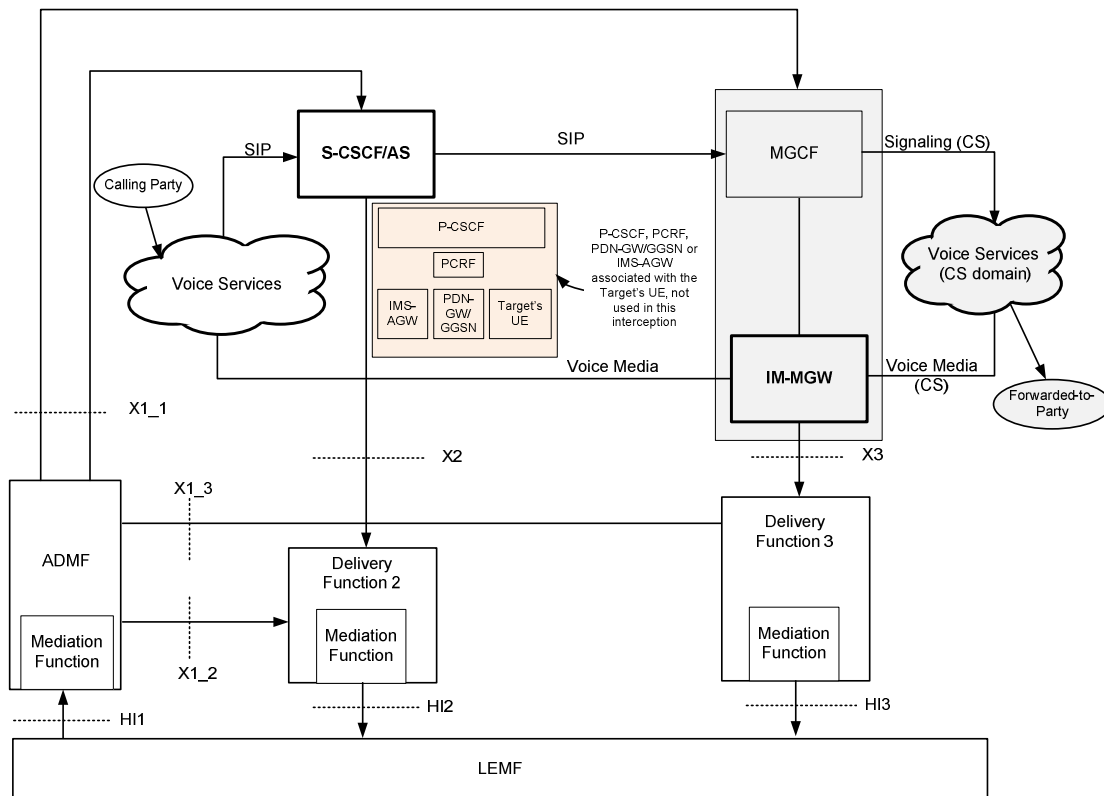 SIP
S-CSCF/AS
SIP
MGCF
Signaling (CS)
Calling Party
Voice Services
P-CSCF
PCRF
IMS-
AGW
PDN-
GW/
GGSN
Target's
UE
P-CSCF, PCRF,
PDN-GW/GGSN or
IMS-AGW
associated with the
Target's UE, not
used in this
interception
Voice Services
(CS domain)
Voice Media
IM-MGW
Voice Media
(CS)
Forwarded-to-
Party
X1_1
X2
X3
X1_3
ADMF
Mediation
Function
X1_2
Delivery
Function 2
Mediation
Function
Delivery
Function 3
Mediation
Function
HI1
HI2
HI3
LEMF